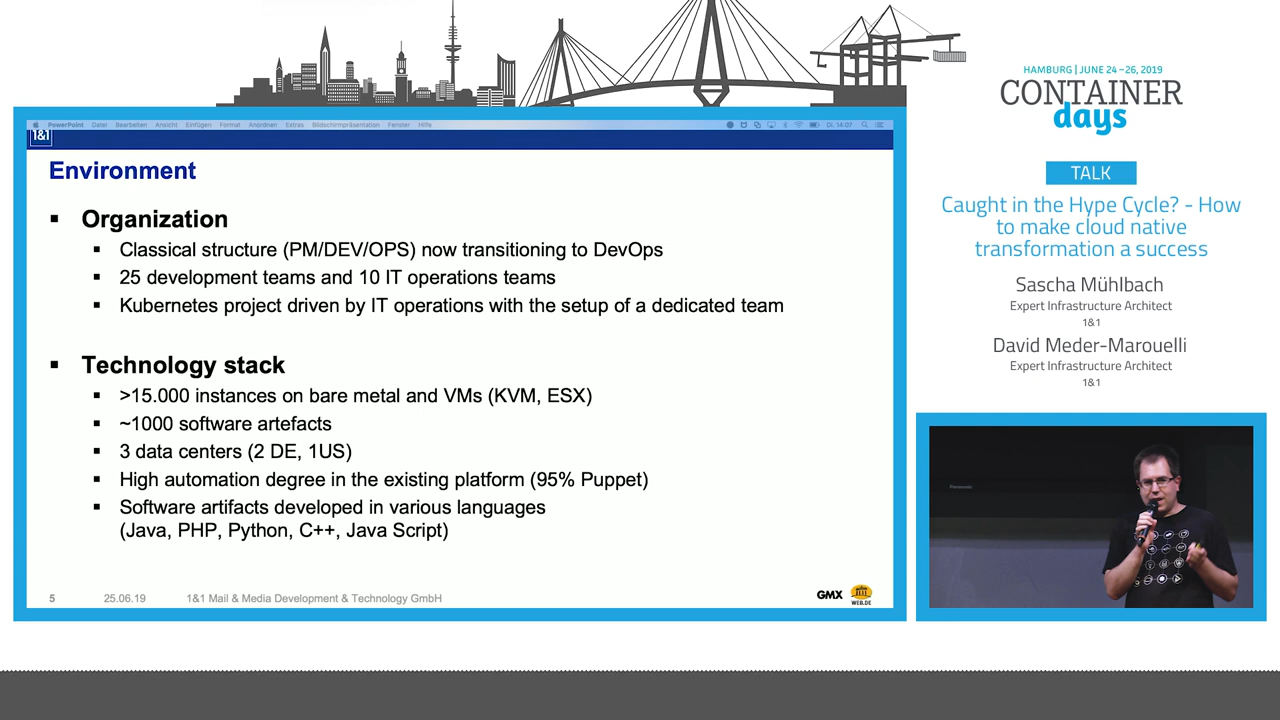 PowerPoint Datei Bearbeiten Ansicht Einfügen Format Anordnen Extras Bildschirmpräsentation Fenster Hilfe
Di. 14:07
1&1
Environment
Organization
Classical structure (PM/DEV/OPS) now transitioning to DevOps
25 development teams and 10 IT operations teams
Kubernetes project driven by IT operations with the setup of a dedicated team
Technology stack
>15.000 instances on bare metal and VMs (KVM, ESX)
~1000 software artefacts
3 data centers (2 DE, 1US)
High automation degree in the existing platform (95% Puppet)
Software artifacts developed in various languages
(Java, PHP, Python, C++, Java Script)
5 25.06.19 1&1 Mail & Media Development & Technology GmbH
GMX
WEB.DE
HAMBURG | JUNE 24 – 26, 2019
CONTAINER
days
TALK
Caught in the Hype Cycle? - How
to make cloud native
transformation a success
Sascha Mühlbach
Expert Infrastructure Architect
1&1
David Meder-Marouelli
Expert Infrastructure Architect
1&1
Panasonic